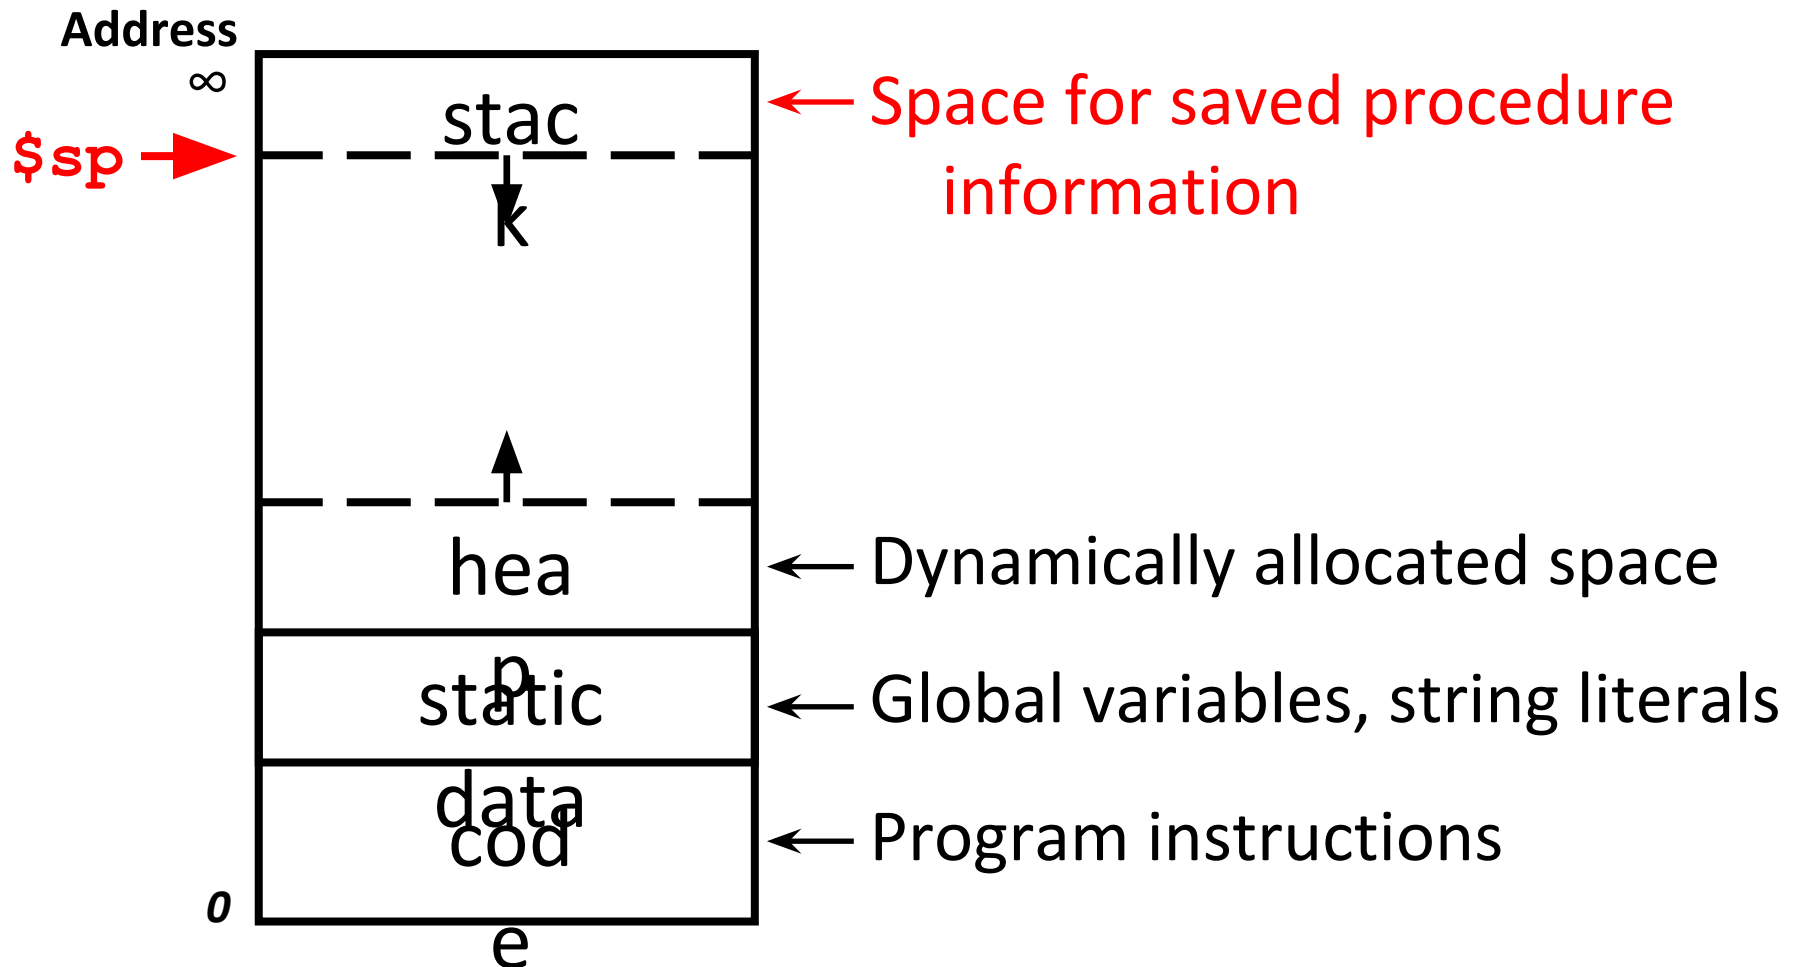 Address
∞
stac
k
$sp
Space for saved procedure
information
hea
p
Dynamically allocated space
static
data
Global variables, string literals
cod
e
Program instructions
0